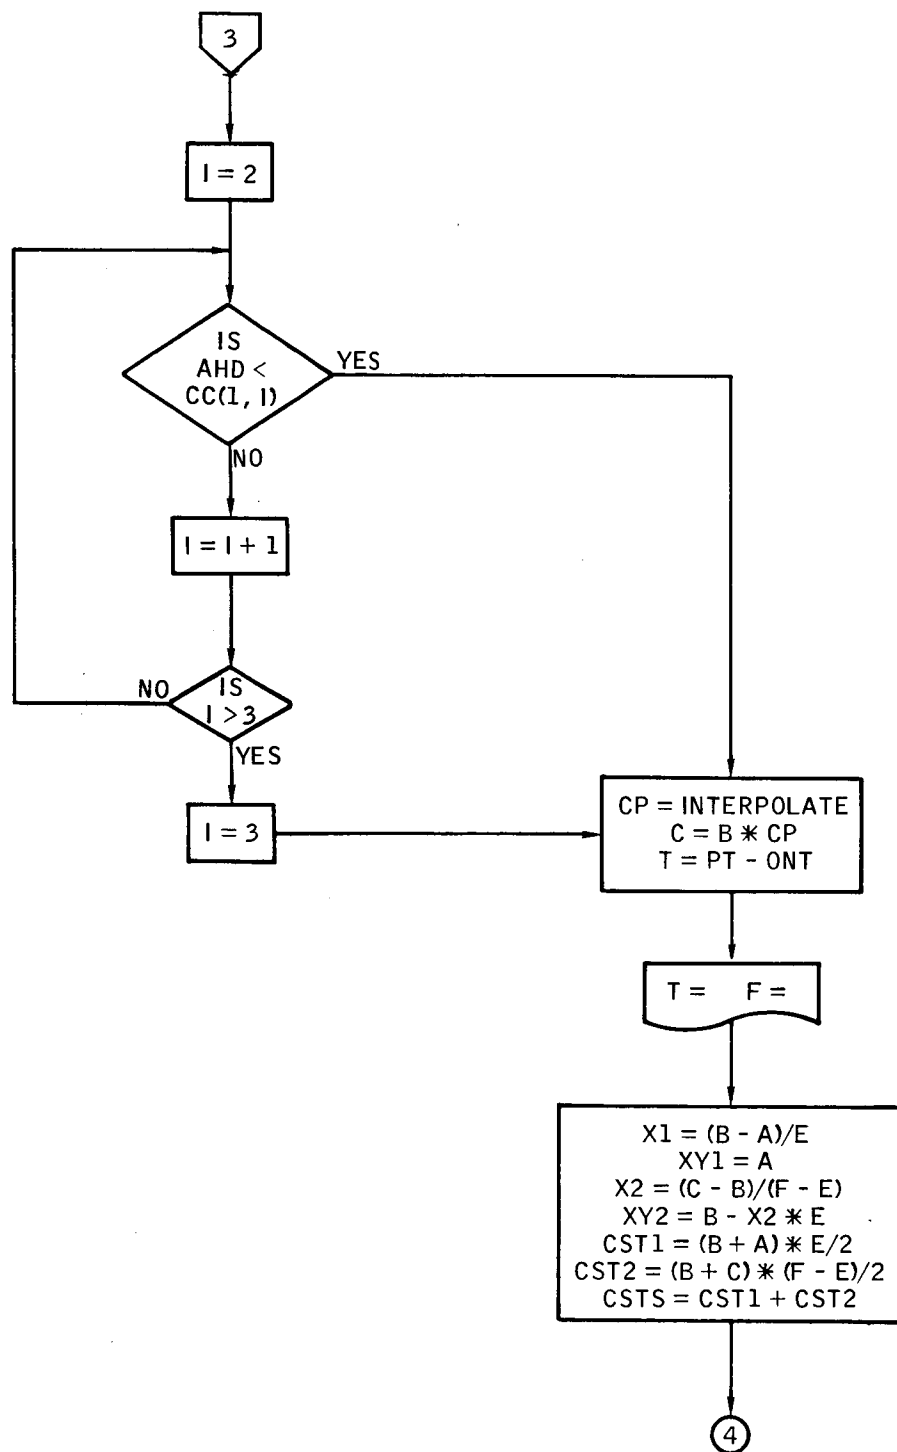 3
I = 2
IS
AHD <
CC(1, I)
YES
NO
I = I + 1
NO
IS
I > 3
YES
I = 3
CP = INTERPOLATE
C = B * CP
T = PT - ONT
T = F =
X1 = (B - A)/E
XY1 = A
X2 = (C - B)/(F - E)
XY2 = B - X2 * E
CST1 = (B + A) * E/2
CST2 = (B + C) * (F - E)/2
CSTS = CST1 + CST2
4